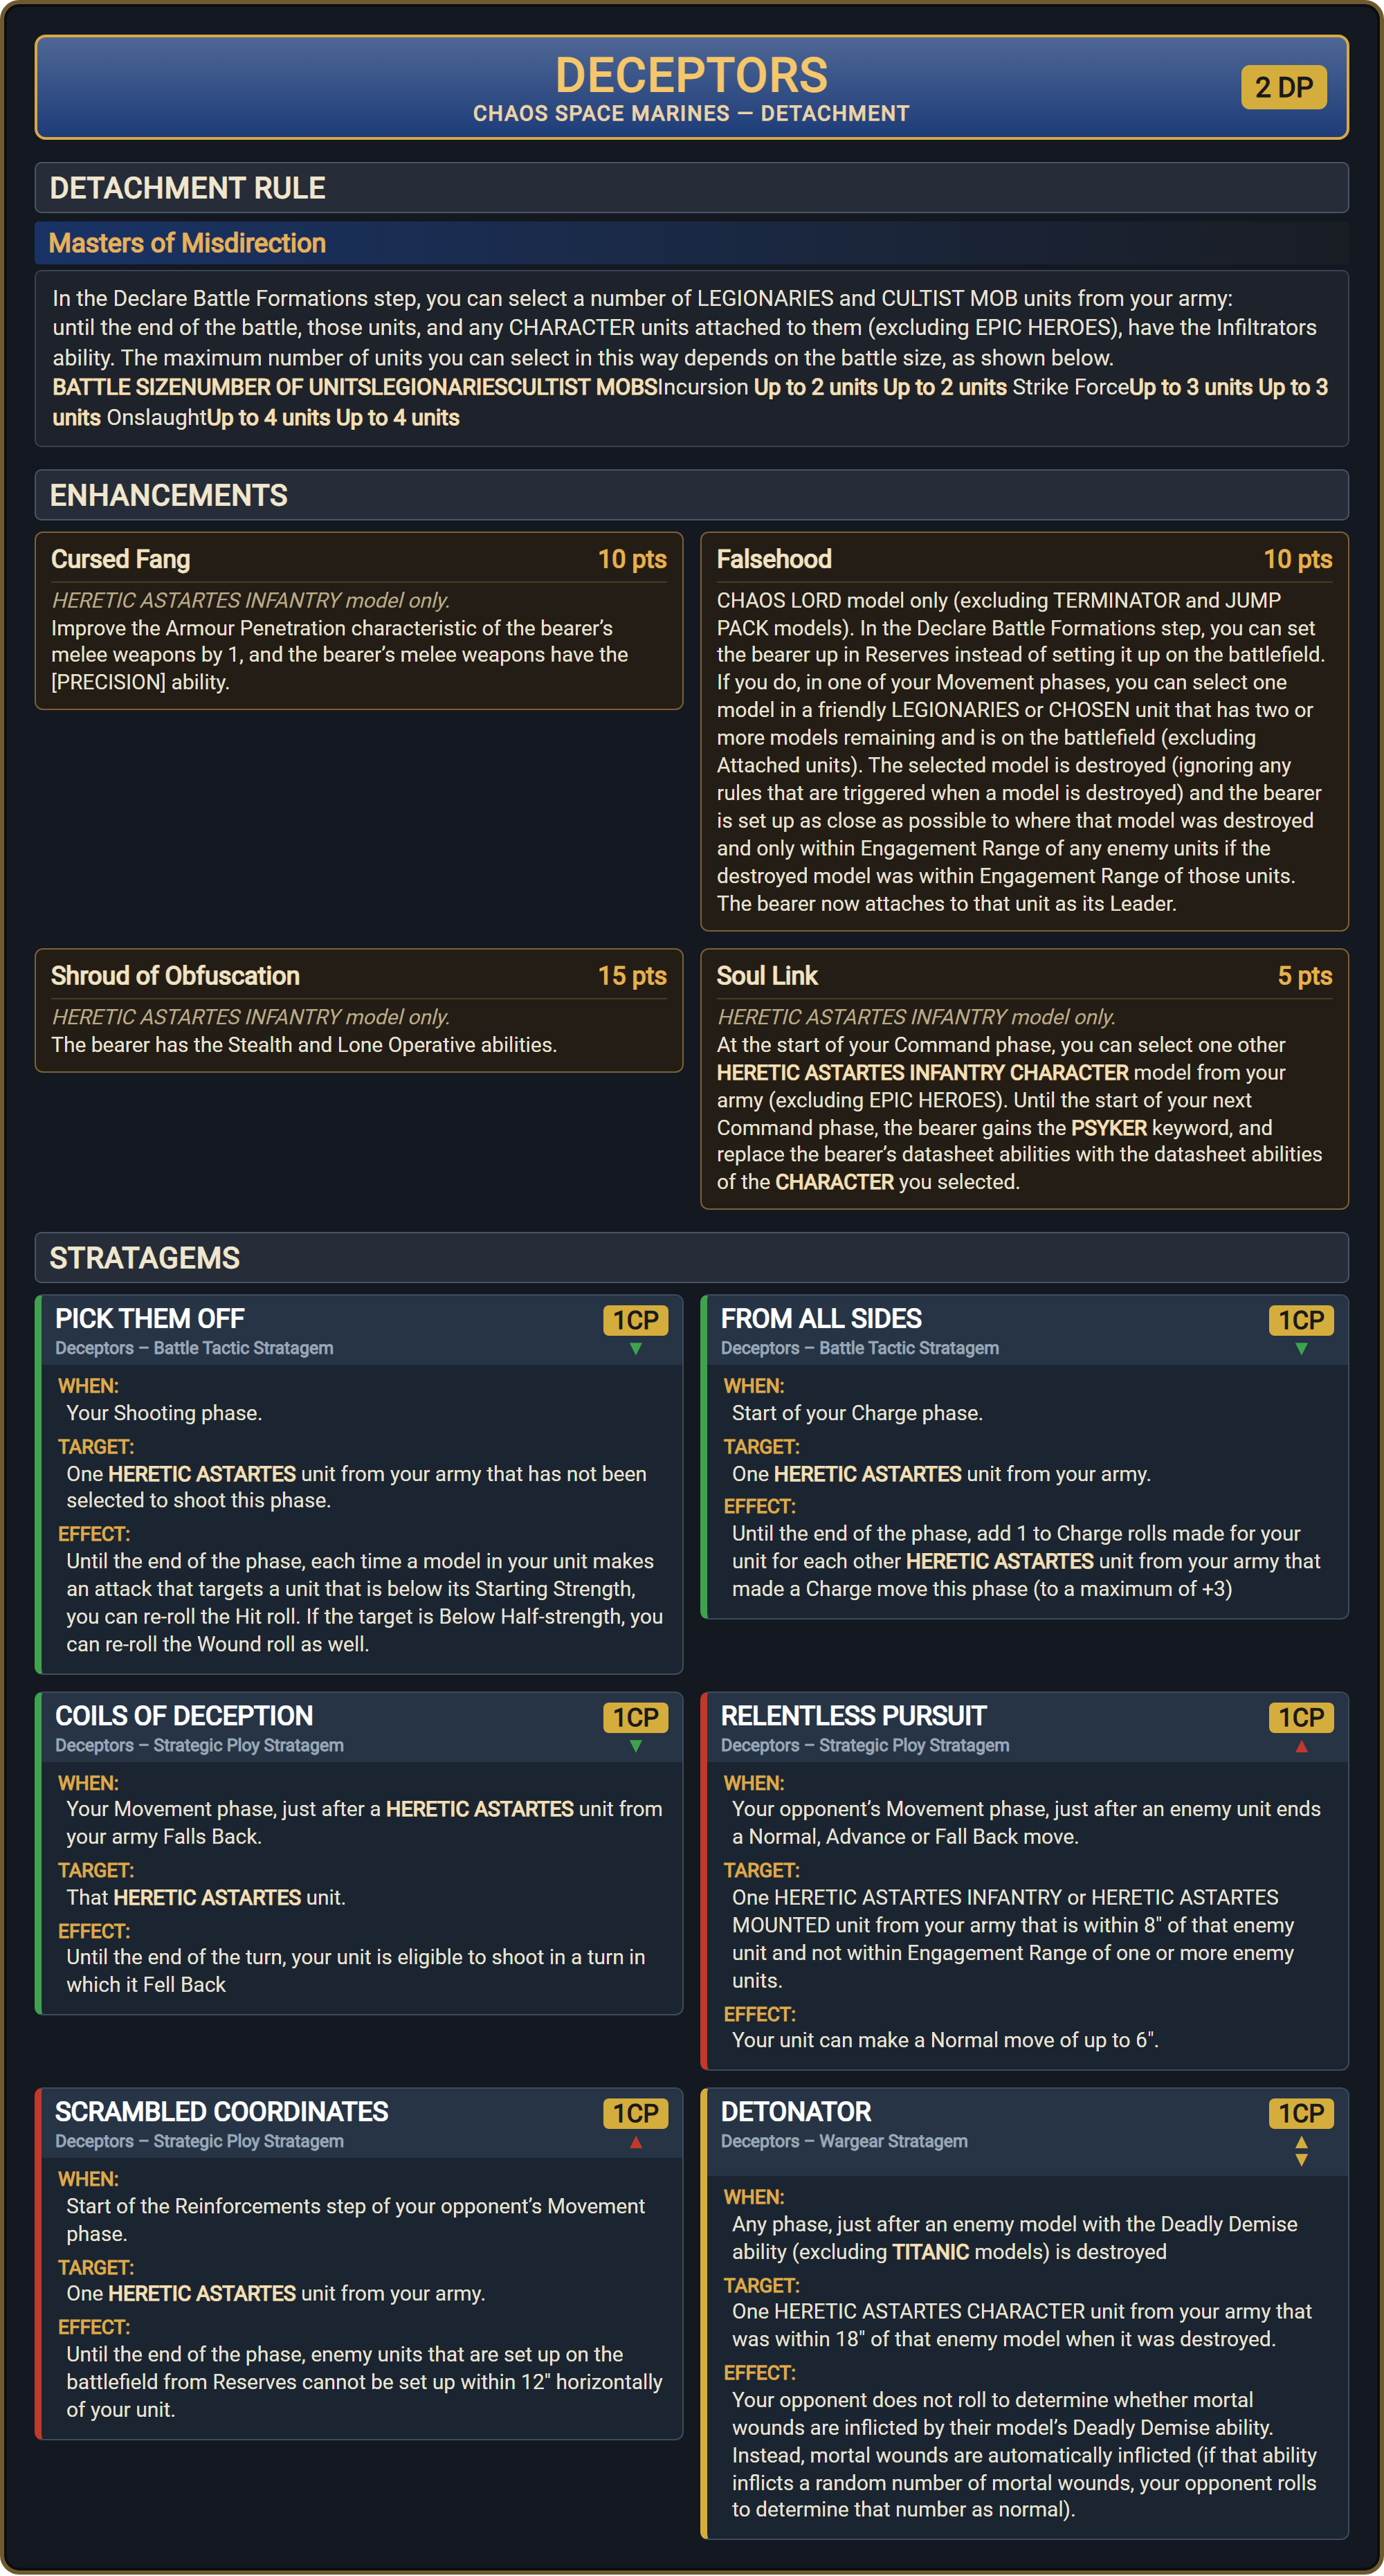 DECEPTORS
CHAOS SPACE MARINES — DETACHMENT
2 DP
DETACHMENT RULE
Masters of Misdirection
In the Declare Battle Formations step, you can select a number of LEGIONARIES and CULTIST MOB units from your army:
until the end of the battle, those units, and any CHARACTER units attached to them (excluding EPIC HEROES), have the Infiltrators
ability. The maximum number of units you can select in this way depends on the battle size, as shown below.
BATTLE SIZENUMBER OF UNITSLEGIONARIESCULTIST MOBSIncursion Up to 2 units Up to 2 units Strike ForceUp to 3 units Up to 3
units OnslaughtUp to 4 units Up to 4 units
ENHANCEMENTS
Cursed Fang
10 pts
HERETIC ASTARTES INFANTRY model only.
Improve the Armour Penetration characteristic of the bearer’s
melee weapons by 1, and the bearer’s melee weapons have the
[PRECISION] ability.
Falsehood
10 pts
CHAOS LORD model only (excluding TERMINATOR and JUMP
PACK models). In the Declare Battle Formations step, you can set
the bearer up in Reserves instead of setting it up on the battlefield.
If you do, in one of your Movement phases, you can select one
model in a friendly LEGIONARIES or CHOSEN unit that has two or
more models remaining and is on the battlefield (excluding
Attached units). The selected model is destroyed (ignoring any
rules that are triggered when a model is destroyed) and the bearer
is set up as close as possible to where that model was destroyed
and only within Engagement Range of any enemy units if the
destroyed model was within Engagement Range of those units.
The bearer now attaches to that unit as its Leader.
Shroud of Obfuscation
15 pts
HERETIC ASTARTES INFANTRY model only.
The bearer has the Stealth and Lone Operative abilities.
Soul Link
5 pts
HERETIC ASTARTES INFANTRY model only.
At the start of your Command phase, you can select one other
HERETIC ASTARTES INFANTRY CHARACTER model from your
army (excluding EPIC HEROES). Until the start of your next
Command phase, the bearer gains the PSYKER keyword, and
replace the bearer’s datasheet abilities with the datasheet abilities
of the CHARACTER you selected.
STRATAGEMS
PICK THEM OFF
1CP
Deceptors – Battle Tactic Stratagem
▼
WHEN:
Your Shooting phase.
TARGET:
One HERETIC ASTARTES unit from your army that has not been
selected to shoot this phase.
EFFECT:
Until the end of the phase, each time a model in your unit makes
an attack that targets a unit that is below its Starting Strength,
you can re-roll the Hit roll. If the target is Below Half-strength, you
can re-roll the Wound roll as well.
FROM ALL SIDES
1CP
Deceptors – Battle Tactic Stratagem
▼
WHEN:
Start of your Charge phase.
TARGET:
One HERETIC ASTARTES unit from your army.
EFFECT:
Until the end of the phase, add 1 to Charge rolls made for your
unit for each other HERETIC ASTARTES unit from your army that
made a Charge move this phase (to a maximum of +3)
COILS OF DECEPTION
1CP
Deceptors – Strategic Ploy Stratagem
▼
WHEN:
Your Movement phase, just after a HERETIC ASTARTES unit from
your army Falls Back.
TARGET:
That HERETIC ASTARTES unit.
EFFECT:
Until the end of the turn, your unit is eligible to shoot in a turn in
which it Fell Back
RELENTLESS PURSUIT
1CP
Deceptors – Strategic Ploy Stratagem
▲
WHEN:
Your opponent’s Movement phase, just after an enemy unit ends
a Normal, Advance or Fall Back move.
TARGET:
One HERETIC ASTARTES INFANTRY or HERETIC ASTARTES
MOUNTED unit from your army that is within 8" of that enemy
unit and not within Engagement Range of one or more enemy
units.
EFFECT:
Your unit can make a Normal move of up to 6".
SCRAMBLED COORDINATES
1CP
Deceptors – Strategic Ploy Stratagem
▲
WHEN:
Start of the Reinforcements step of your opponent’s Movement
phase.
TARGET:
One HERETIC ASTARTES unit from your army.
EFFECT:
Until the end of the phase, enemy units that are set up on the
battlefield from Reserves cannot be set up within 12" horizontally
of your unit.
DETONATOR
1CP
Deceptors – Wargear Stratagem
▲
▼
WHEN:
Any phase, just after an enemy model with the Deadly Demise
ability (excluding TITANIC models) is destroyed
TARGET:
One HERETIC ASTARTES CHARACTER unit from your army that
was within 18" of that enemy model when it was destroyed.
EFFECT:
Your opponent does not roll to determine whether mortal
wounds are inflicted by their model’s Deadly Demise ability.
Instead, mortal wounds are automatically inflicted (if that ability
inflicts a random number of mortal wounds, your opponent rolls
to determine that number as normal).